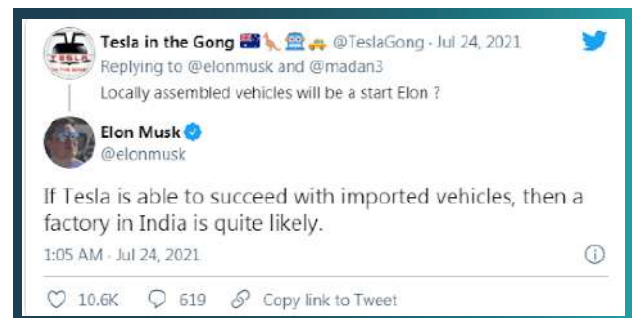 Tesla in the Gong 🇦🇺🦘🤖🚕 @TeslaGong · Jul 24, 2021
Replying to @elonmusk and @madan3
Locally assembled vehicles will be a start Elon ?
TESLA
Elon Musk
@elonmusk
If Tesla is able to succeed with imported vehicles, then a
factory in India is quite likely.
1:05 AM · Jul 24, 2021
10.6K 619 Copy link to Tweet